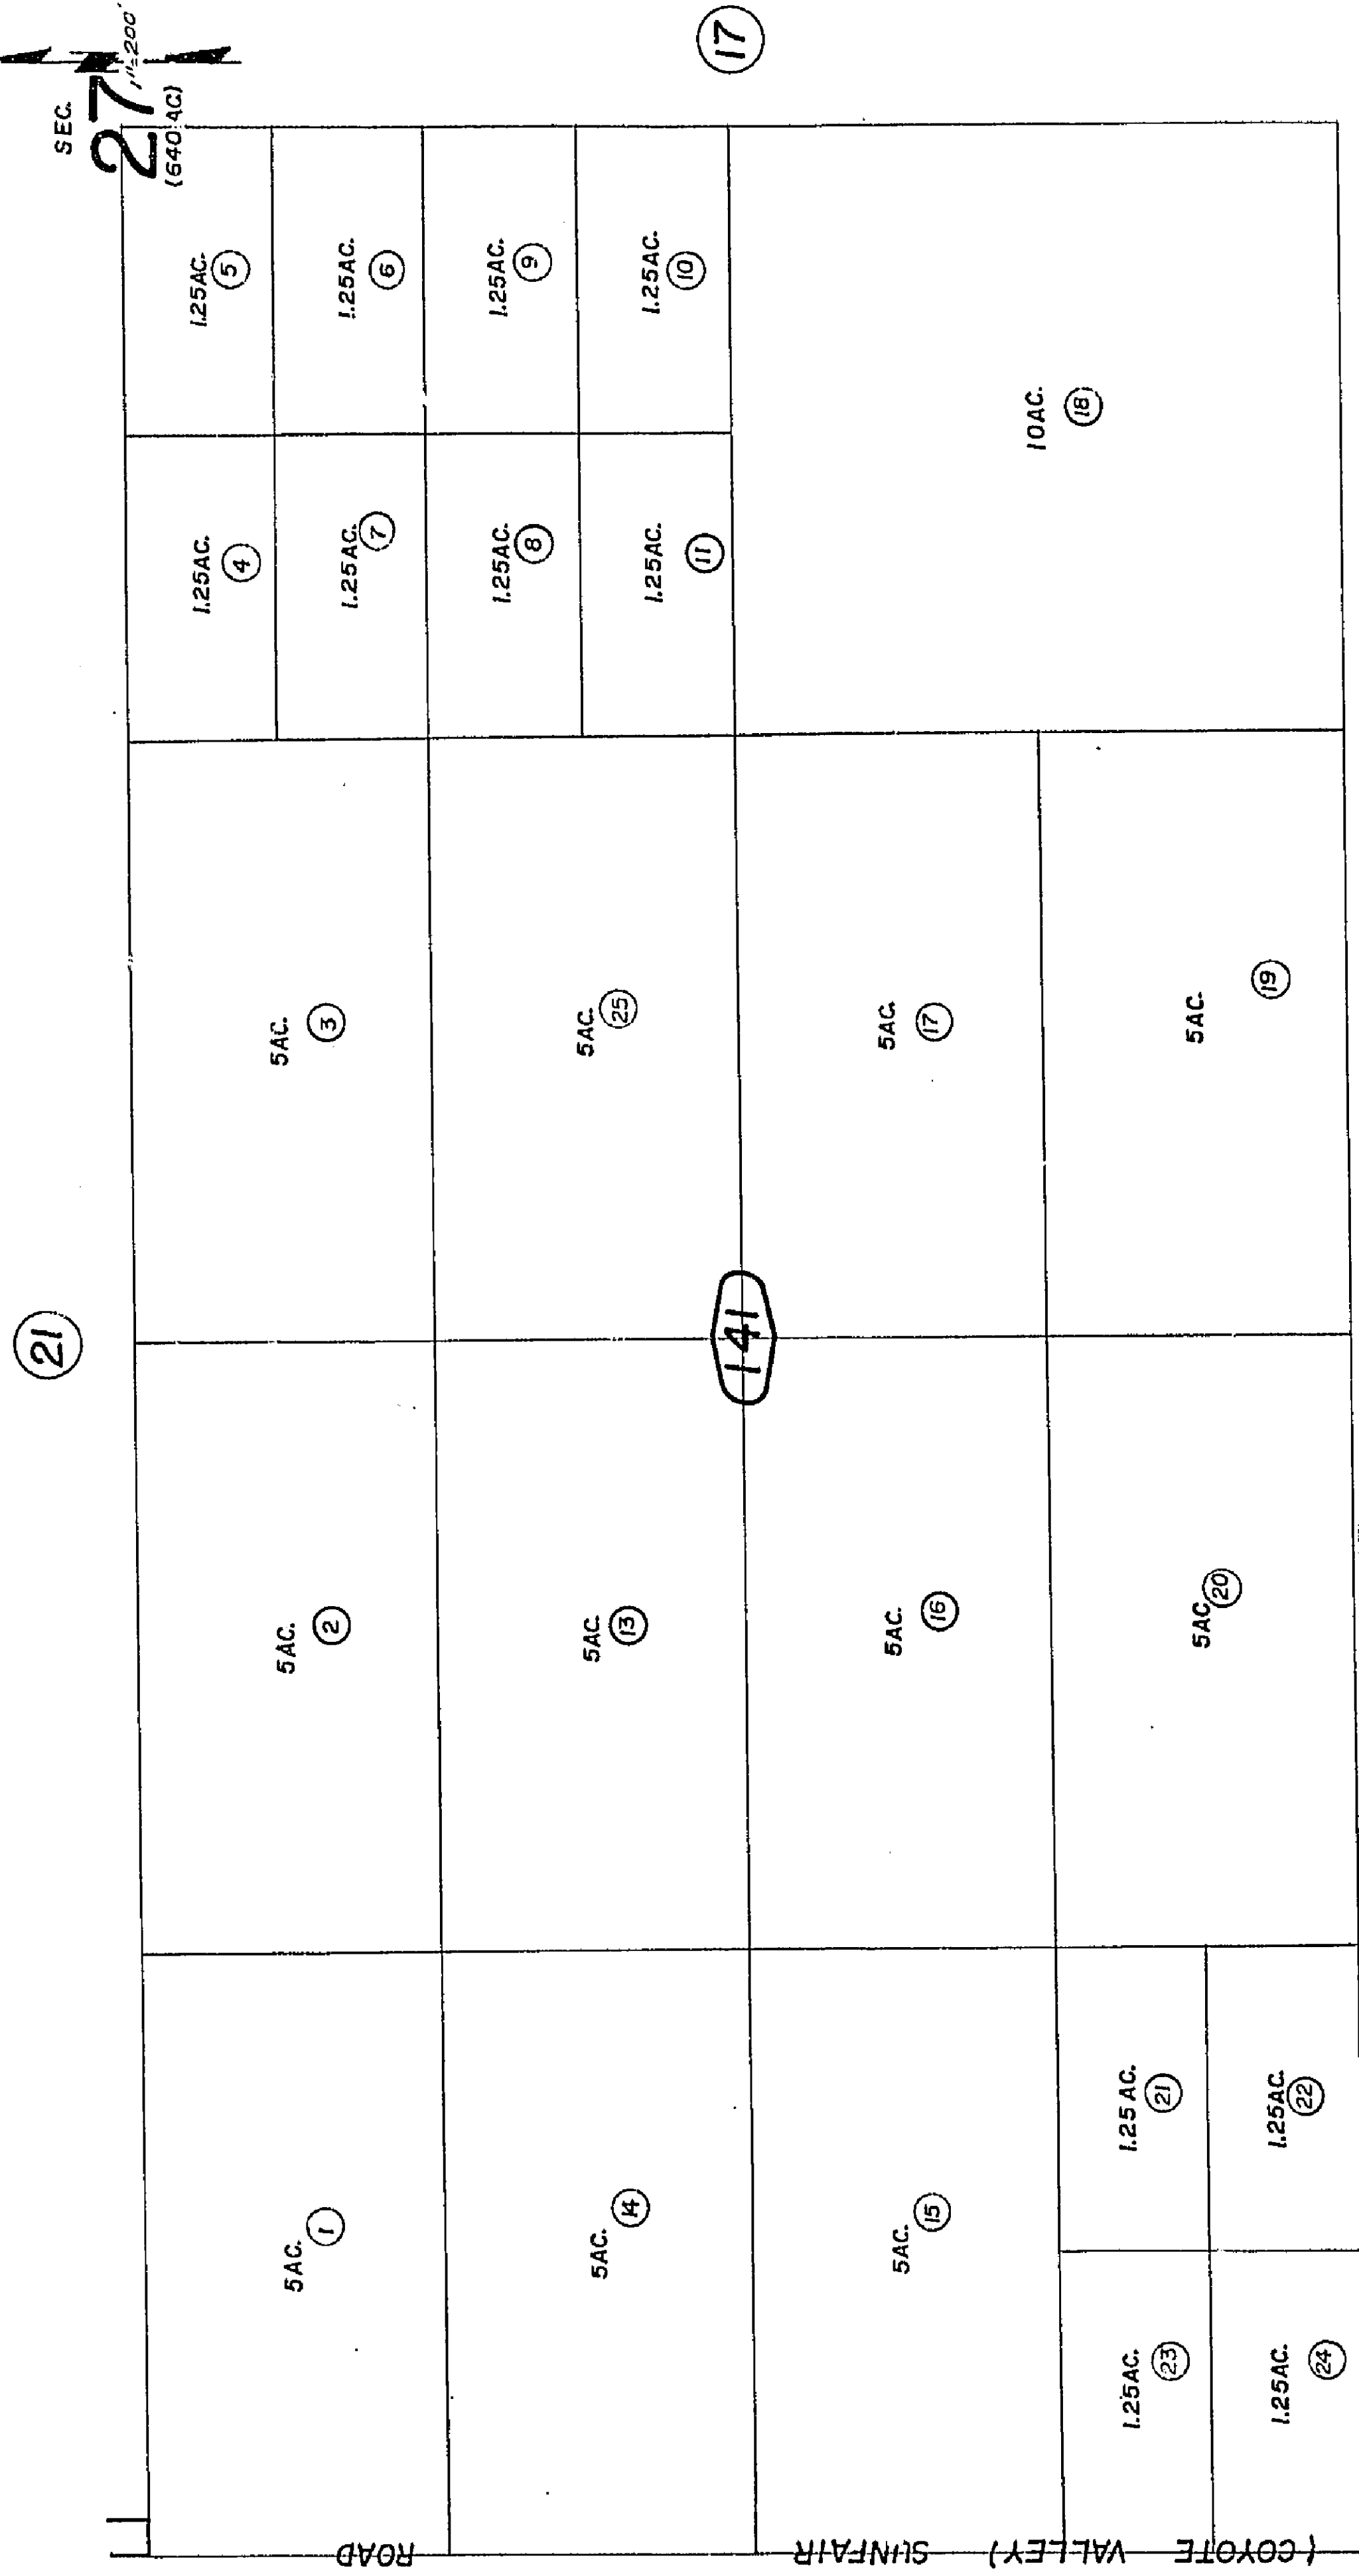 SEC.
27
(640 AC)
1"=200'
21
17
141
5AC.
1
5AC.
2
5AC.
3
1.25AC.
4
1.25AC.
5
1.25AC.
7
1.25AC.
6
1.25AC.
8
1.25AC.
9
1.25AC.
11
1.25AC.
10
5AC.
14
5AC.
13
5AC.
25
5AC.
15
5AC.
16
5AC.
17
10AC.
18
1.25AC.
23
1.25AC.
21
1.25AC.
24
1.25AC.
22
5AC.
20
5AC.
19
(COYOTE VALLEY) SUNFAIR ROAD